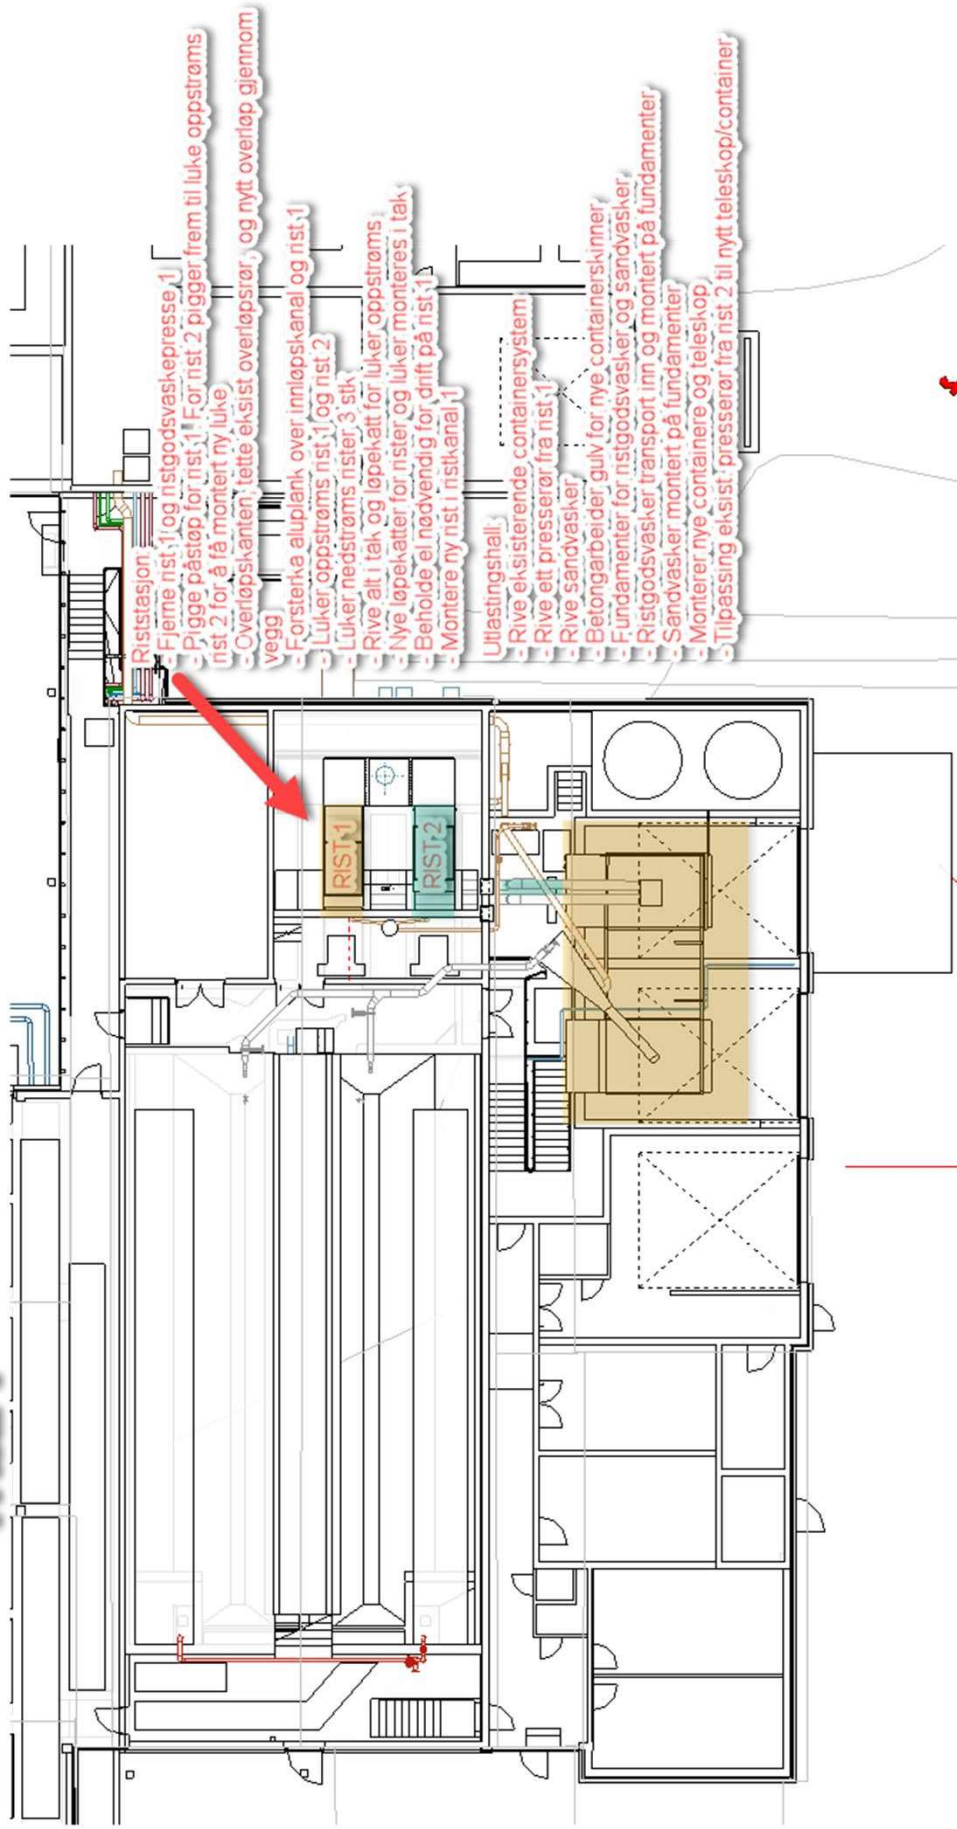 Riststasjon:
- Fjerne rist 1 og ristgodsvaskepresse 1
- Pigge påstøp for rist 1. For rist 2 pigger frem til luke oppstrøms
rist 2 for å få montert ny luke
- Overløpskanten, tette eksist overløpsrør, og nytt overløp gjennom
vegg
- Forsterka aluplank over innløpskanal og rist 1
- Luker oppstrøms rist 1 og rist 2
- Luker nedstrøms rister 3 stk
- Rive alt i tak og løpekatt for luker oppstrøms
- Nye løpekatter for rister og luker monteres i tak
- Beholde el nødvendig for drift på rist 1
- Montere ny rist i riskanal 1
Utlastingshall:
- Rive eksisterende containersystem
- Rive ett presserør fra rist 1
- Rive sandvasker
- Betongarbeider gulv for nye containerskinner
- Fundamenter for ristgodsvasker og sandvasker
- Ristgodsvasker transport inn og montert på fundamenter
- Sandvasker montert på fundamenter
- Monteren nye containere og teleskop
- Tilpassing eksist presserør fra rist 2 til nytt teleskop/container
RIST 1
RIST 2